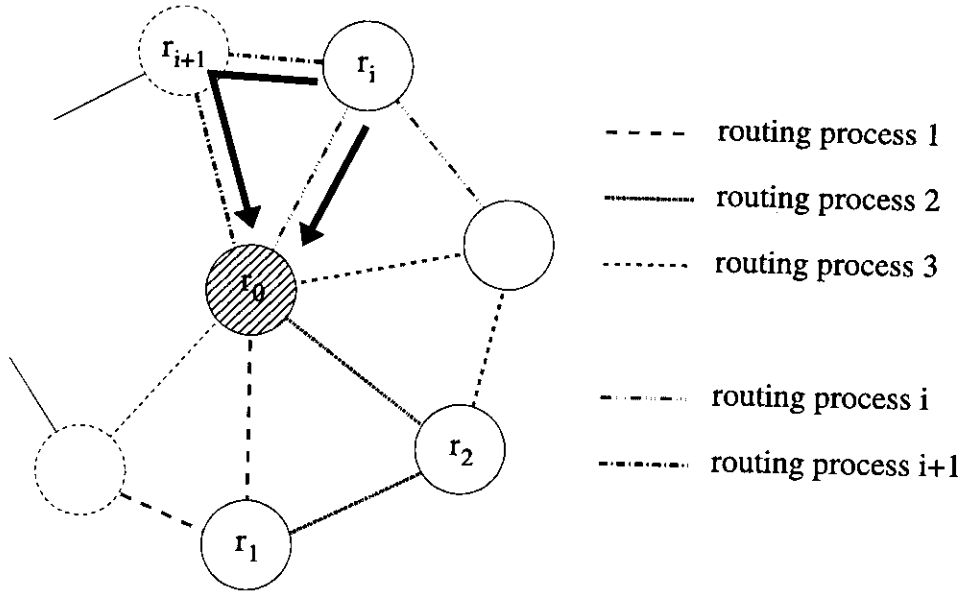 r_{i+1}
r_i
r_0
r_2
r_1
routing process 1
routing process 2
routing process 3
routing process i
routing process i+1